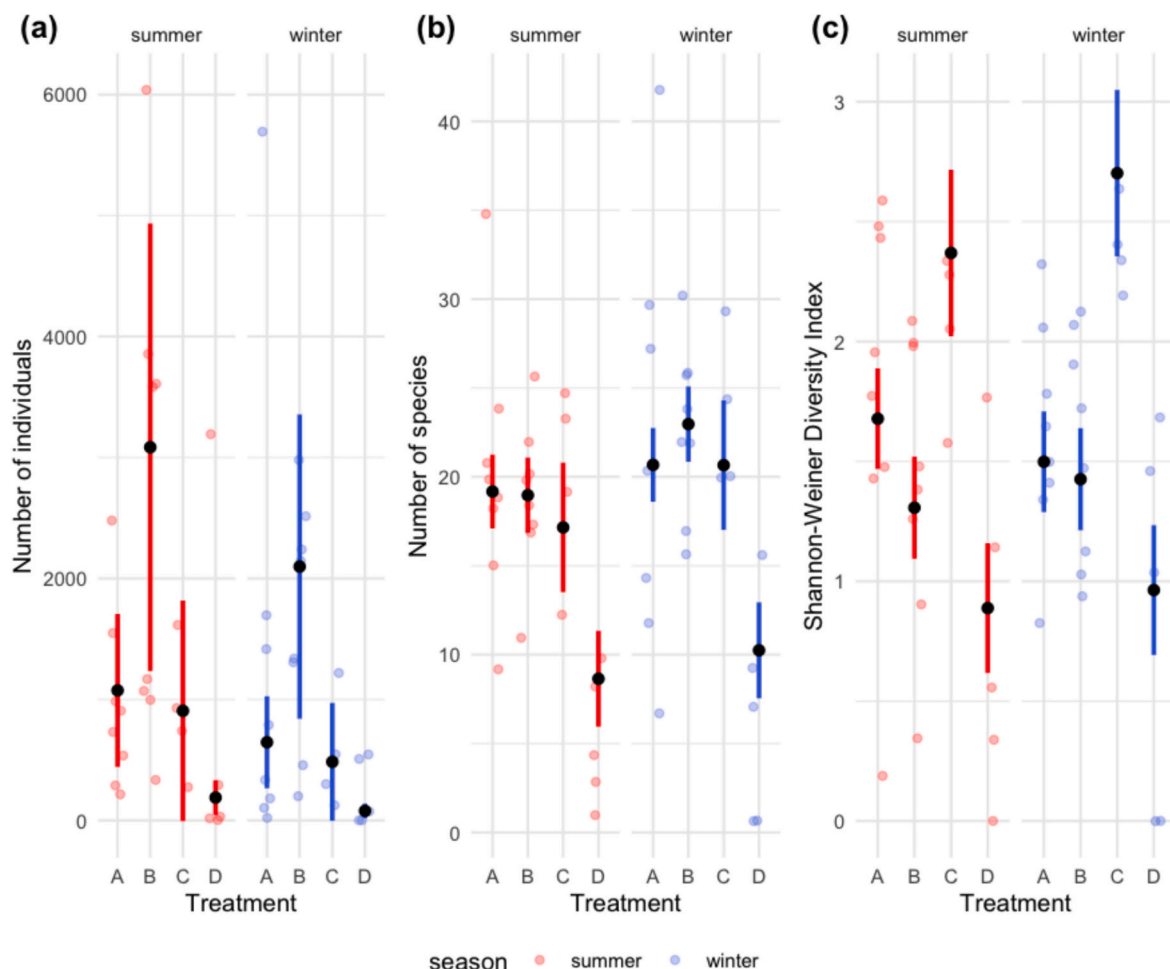 (a)
summer winter
6000
4000
2000
0
Number of individuals
A B C D A B C D
Treatment
(b)
summer winter
40
30
20
10
0
Number of species
A B C D A B C D
Treatment
(c)
summer winter
3
2
1
0
Shannon-Weiner Diversity Index
A B C D A B C D
Treatment
season summer winter